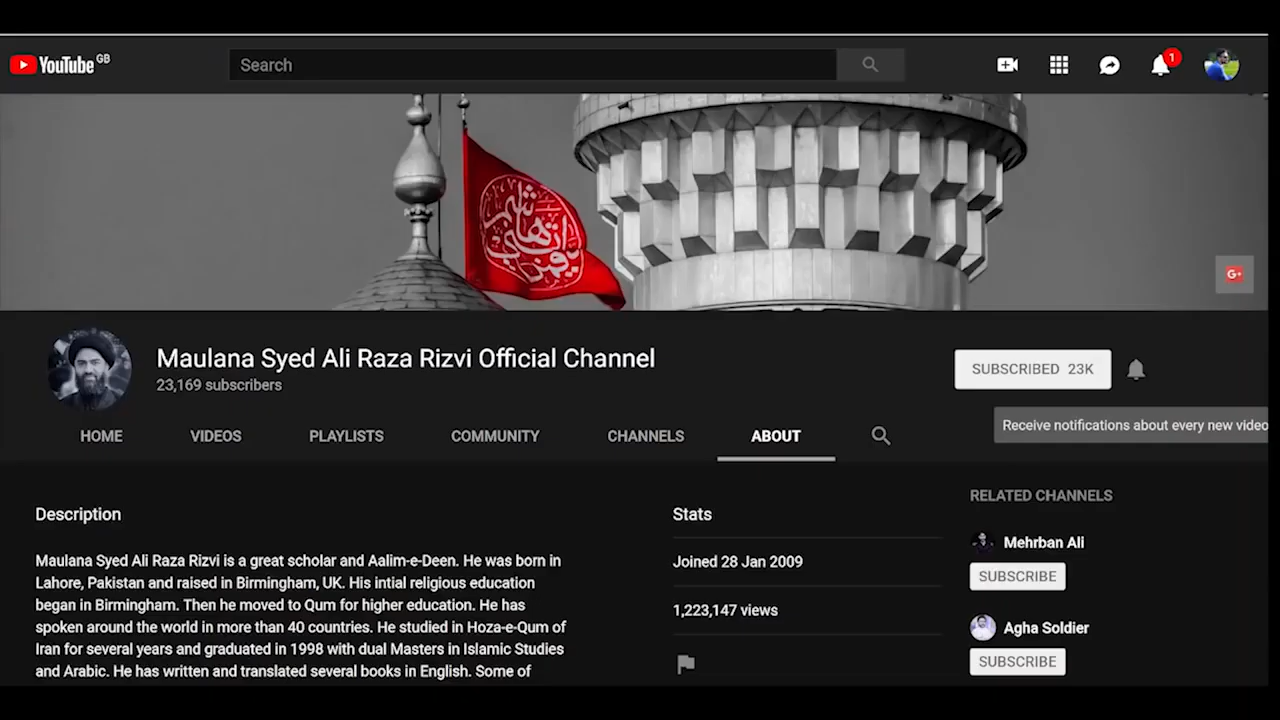 YouTube GB
Search
1
يا قمر بني هاشم
G+
Maulana Syed Ali Raza Rizvi Official Channel
23,169 subscribers
SUBSCRIBED 23K
HOME VIDEOS PLAYLISTS COMMUNITY CHANNELS ABOUT
Receive notifications about every new video
RELATED CHANNELS
Description
Maulana Syed Ali Raza Rizvi is a great scholar and Aalim-e-Deen. He was born in
Lahore, Pakistan and raised in Birmingham, UK. His intial religious education
began in Birmingham. Then he moved to Qum for higher education. He has
spoken around the world in more than 40 countries. He studied in Hoza-e-Qum of
Iran for several years and graduated in 1998 with dual Masters in Islamic Studies
and Arabic. He has written and translated several books in English. Some of
Stats
Joined 28 Jan 2009
1,223,147 views
Mehrban Ali
SUBSCRIBE
Agha Soldier
SUBSCRIBE